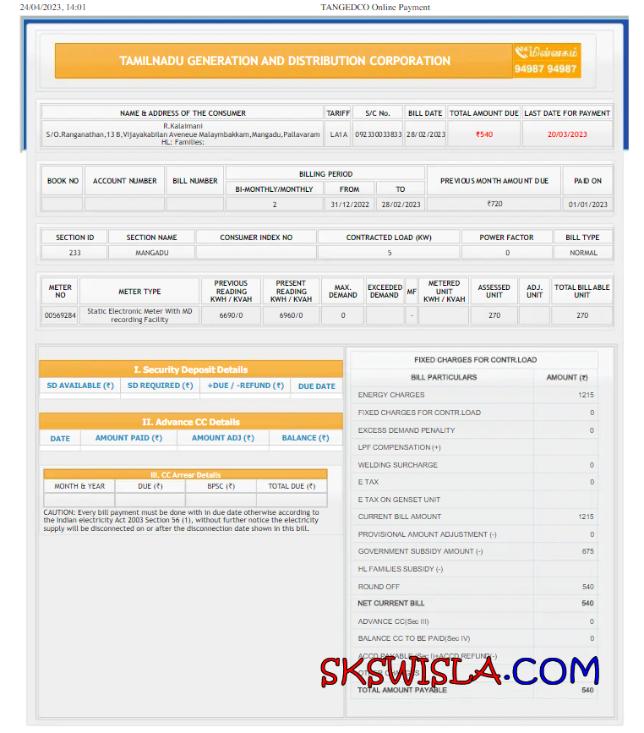 24/04/2023, 14:01 TANGEDCO Online Payment
TAMILNADU GENERATION AND DISTRIBUTION CORPORATION
மின்னகம்
94987 94987
NAME & ADDRESS OF THE CONSUMER TARIFF S/C No. BILL DATE TOTAL AMOUNT DUE LAST DATE FOR PAYMENT
R.Kalaimani
S/O.Ranganathan,13 B,Vijayakabilan Aveneue Malaymbakkam,Mangadu,Pallavaram
HL: Families:
LA1A 092330033833 28/02/2023 ₹540 20/03/2023
BOOK NO ACCOUNT NUMBER BILL NUMBER BILLING PERIOD PREVIOUS MONTH AMOUNT DUE PAID ON
BI-MONTHLY/MONTHLY FROM TO
2 31/12/2022 28/02/2023 ₹720 01/01/2023
SECTION ID SECTION NAME CONSUMER INDEX NO CONTRACTED LOAD (KW) POWER FACTOR BILL TYPE
233 MANGADU 5 0 NORMAL
METER NO METER TYPE PREVIOUS READING KWH / KVAH PRESENT READING KWH / KVAH MAX. DEMAND EXCEEDED DEMAND MF METERED UNIT KWH / KVAH ASSESSED UNIT ADJ. UNIT TOTAL BILLABLE UNIT
00569284 Static Electronic Meter With MD recording Facility 6690/0 6960/0 0 - 270 270
I. Security Deposit Details
SD AVAILABLE (₹) SD REQUIRED (₹) +DUE / -REFUND (₹) DUE DATE
II. Advance CC Details
DATE AMOUNT PAID (₹) AMOUNT ADJ (₹) BALANCE (₹)
III. CC Arrear Details
MONTH & YEAR DUE (₹) BPSC (₹) TOTAL DUE (₹)
CAUTION: Every bill payment must be done with in due date otherwise according to
the Indian electricity Act 2003 Section 56 (1), without further notice the electricity
supply will be disconnected on or after the disconnection date shown in this bill.
FIXED CHARGES FOR CONTR.LOAD
BILL PARTICULARS AMOUNT (₹)
ENERGY CHARGES 1215
FIXED CHARGES FOR CONTR.LOAD 0
EXCESS DEMAND PENALITY 0
LPF COMPENSATION (+)
WELDING SURCHARGE 0
E TAX 0
E TAX ON GENSET UNIT
CURRENT BILL AMOUNT 1215
PROVISIONAL AMOUNT ADJUSTMENT (-) 0
GOVERNMENT SUBSIDY AMOUNT (-) 675
HL FAMILIES SUBSIDY (-)
ROUND OFF 540
NET CURRENT BILL 540
ADVANCE CC(Sec III) 0
BALANCE CC TO BE PAID(Sec IV) 0
ACCD PAYABLE (Sec I)+ACCD REFUND(-)
SKSWISLA.COM
TOTAL AMOUNT PAYABLE 540